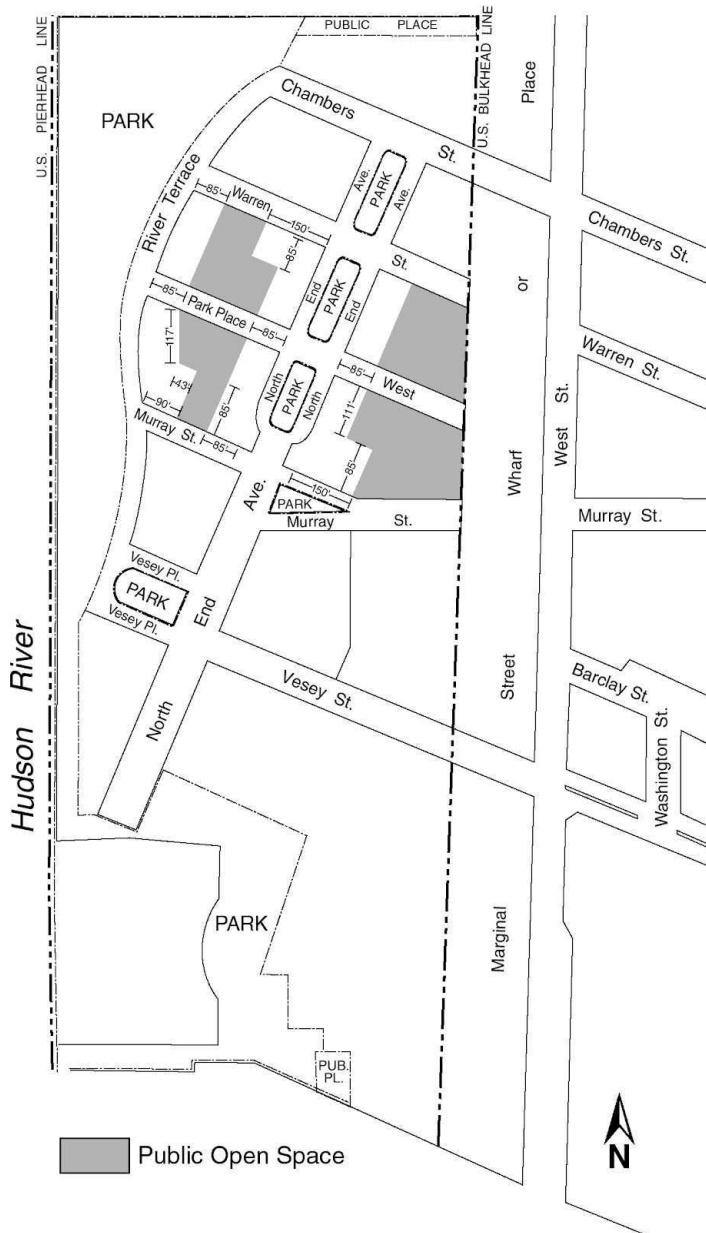 PUBLIC PLACE
U.S. PIERHEAD LINE
U.S. BULKHEAD LINE
PARK
Chambers St.
Place
River Terrace
Ave.
PARK
Ave.
85'
Warren St.
150'
85'
Chambers St.
or
End
PARK
End
85'
Park Place
85'
117'
43'
90'
85'
85'
Murray St.
North
PARK
North
85'
West
111'
85'
150'
Warren St.
West St.
Wharf
Ave.
PARK
Murray St.
Murray St.
Vesey Pl.
PARK
Vesey Pl.
End
North
Vesey St.
Street
Barclay St.
Washington St.
Hudson River
PARK
Marginal
PUB.
PL.
N
Public Open Space